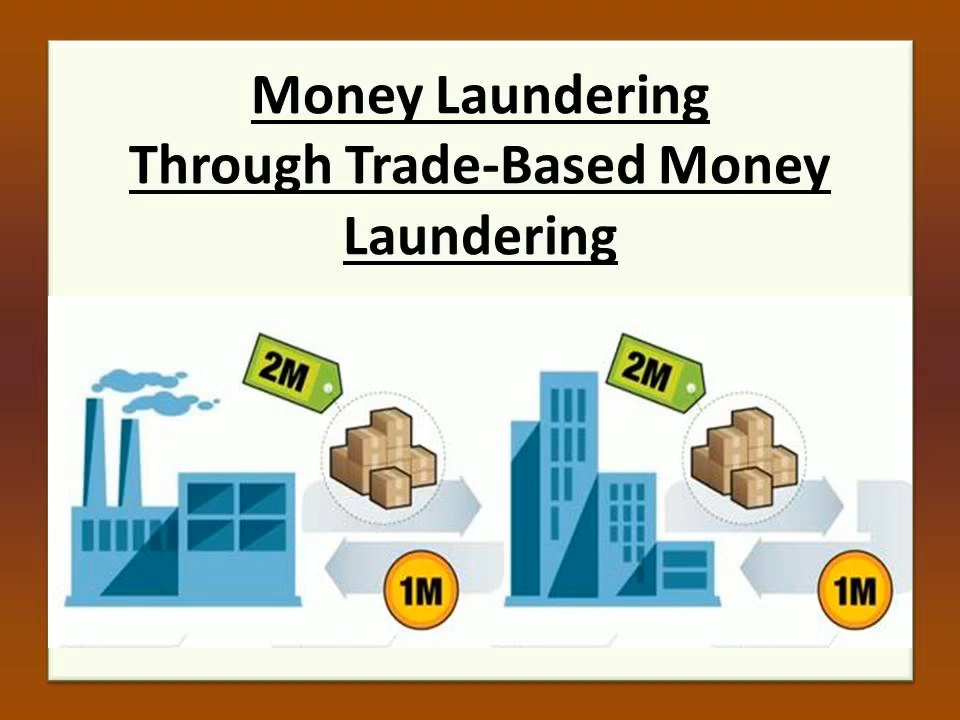 Money Laundering
Through Trade-Based Money
Laundering
2M
2M
1M
1M